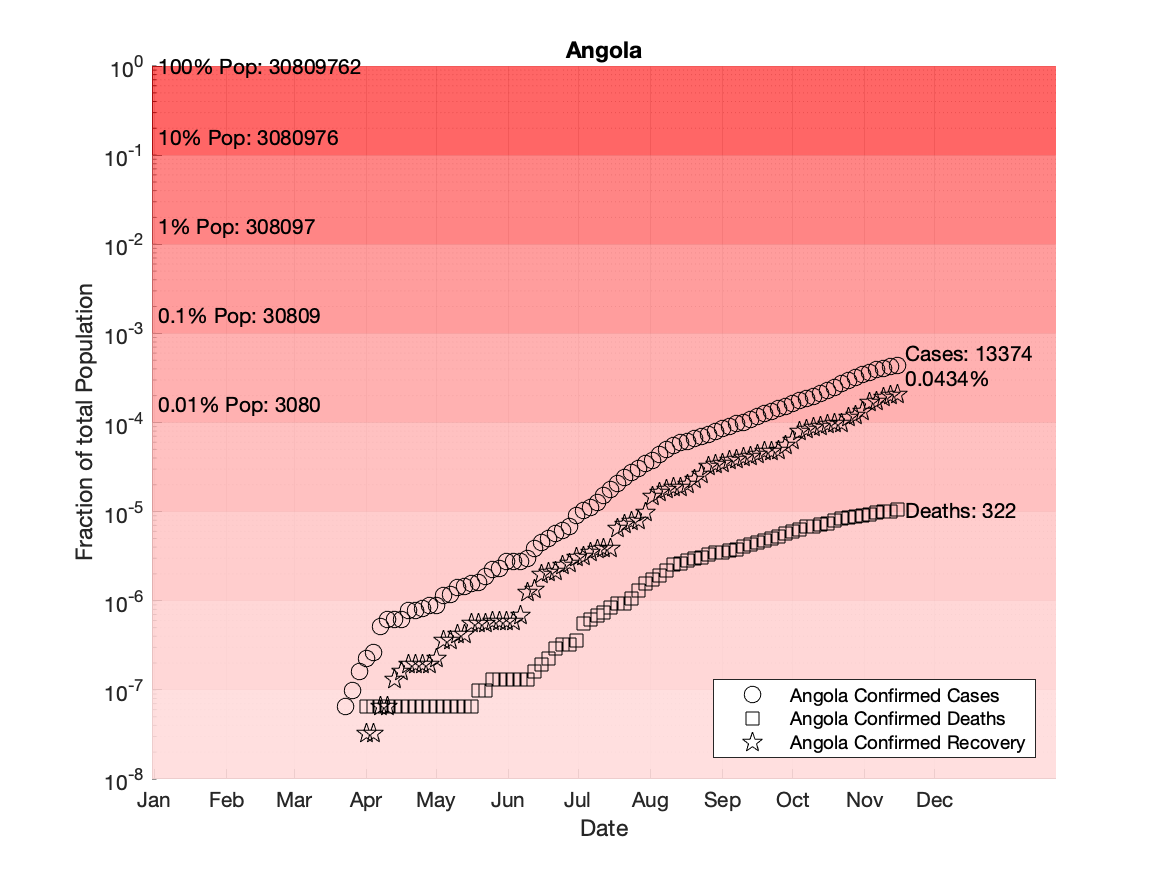 Angola
10^0
100% Pop: 30809762
10% Pop: 3080976
10^-1
1% Pop: 308097
10^-2
0.1% Pop: 30809
10^-3
Cases: 13374
0.0434%
0.01% Pop: 3080
10^-4
10^-5
Deaths: 322
10^-6
10^-7
10^-8
Fraction of total Population
Angola Confirmed Cases
Angola Confirmed Deaths
Angola Confirmed Recovery
Jan Feb Mar Apr May Jun Jul Aug Sep Oct Nov Dec
Date